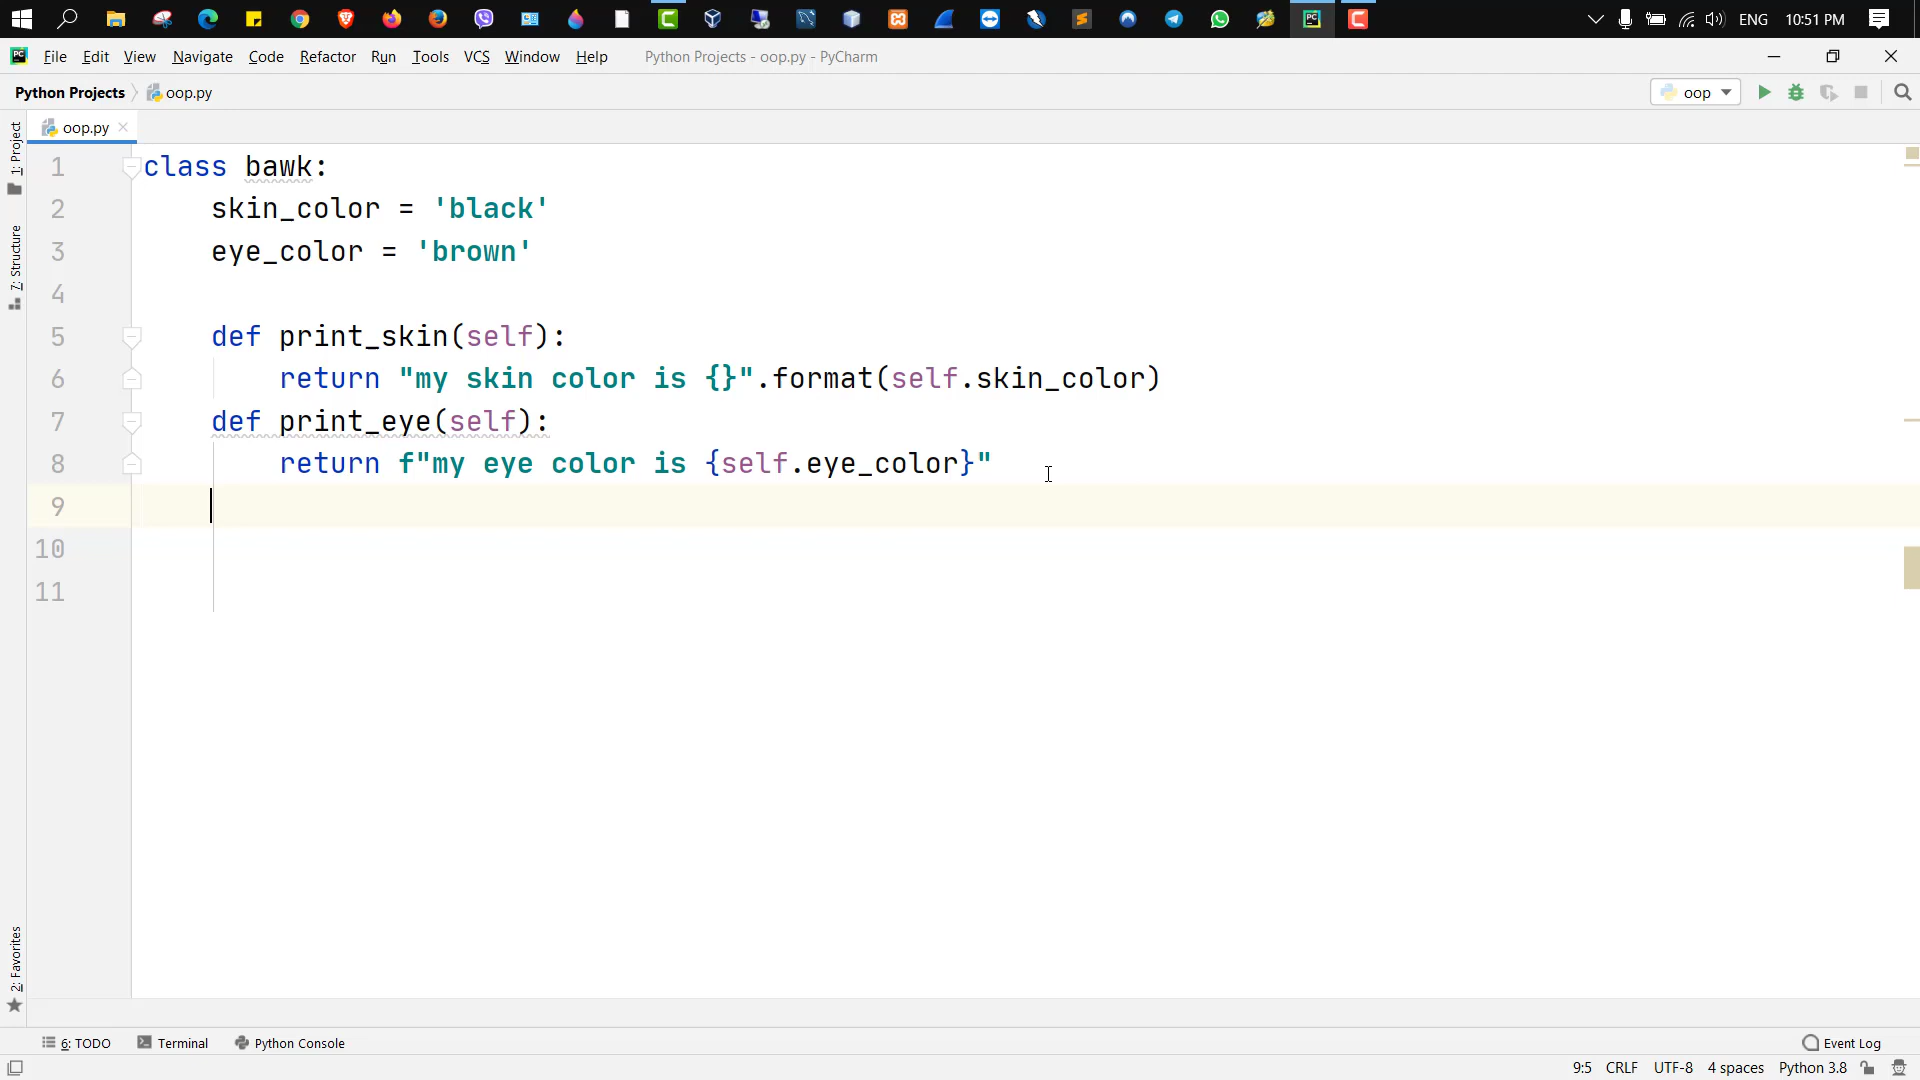 ENG 10:51 PM
File Edit View Navigate Code Refactor Run Tools VCS Window Help Python Projects - oop.py - PyCharm
Python Projects oop.py oop
oop.py
1: Project
7: Structure
2: Favorites
1 class bawk:
2 skin_color = 'black'
3 eye_color = 'brown'
4
5 def print_skin(self):
6 return "my skin color is {}".format(self.skin_color)
7 def print_eye(self):
8 return f"my eye color is {self.eye_color}"
9
10
11
6: TODO Terminal Python Console Event Log
9:5 CRLF UTF-8 4 spaces Python 3.8